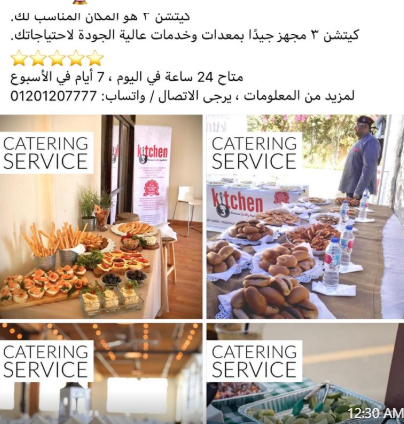 كيتشن ٣ هو المكان المناسب لك.
كيتشن ٣ مجهز جيدًا بمعدات وخدمات عالية الجودة لاحتياجاتك.
متاح 24 ساعة في اليوم ، 7 أيام في الأسبوع
لمزيد من المعلومات ، يرجى الاتصال / واتساب: 01201207777
CATERING
SERVICE
CATERING
SERVICE
kitchen
3
kitchen
3
CATERING
SERVICE
CATERING
SERVICE
12:30 AM